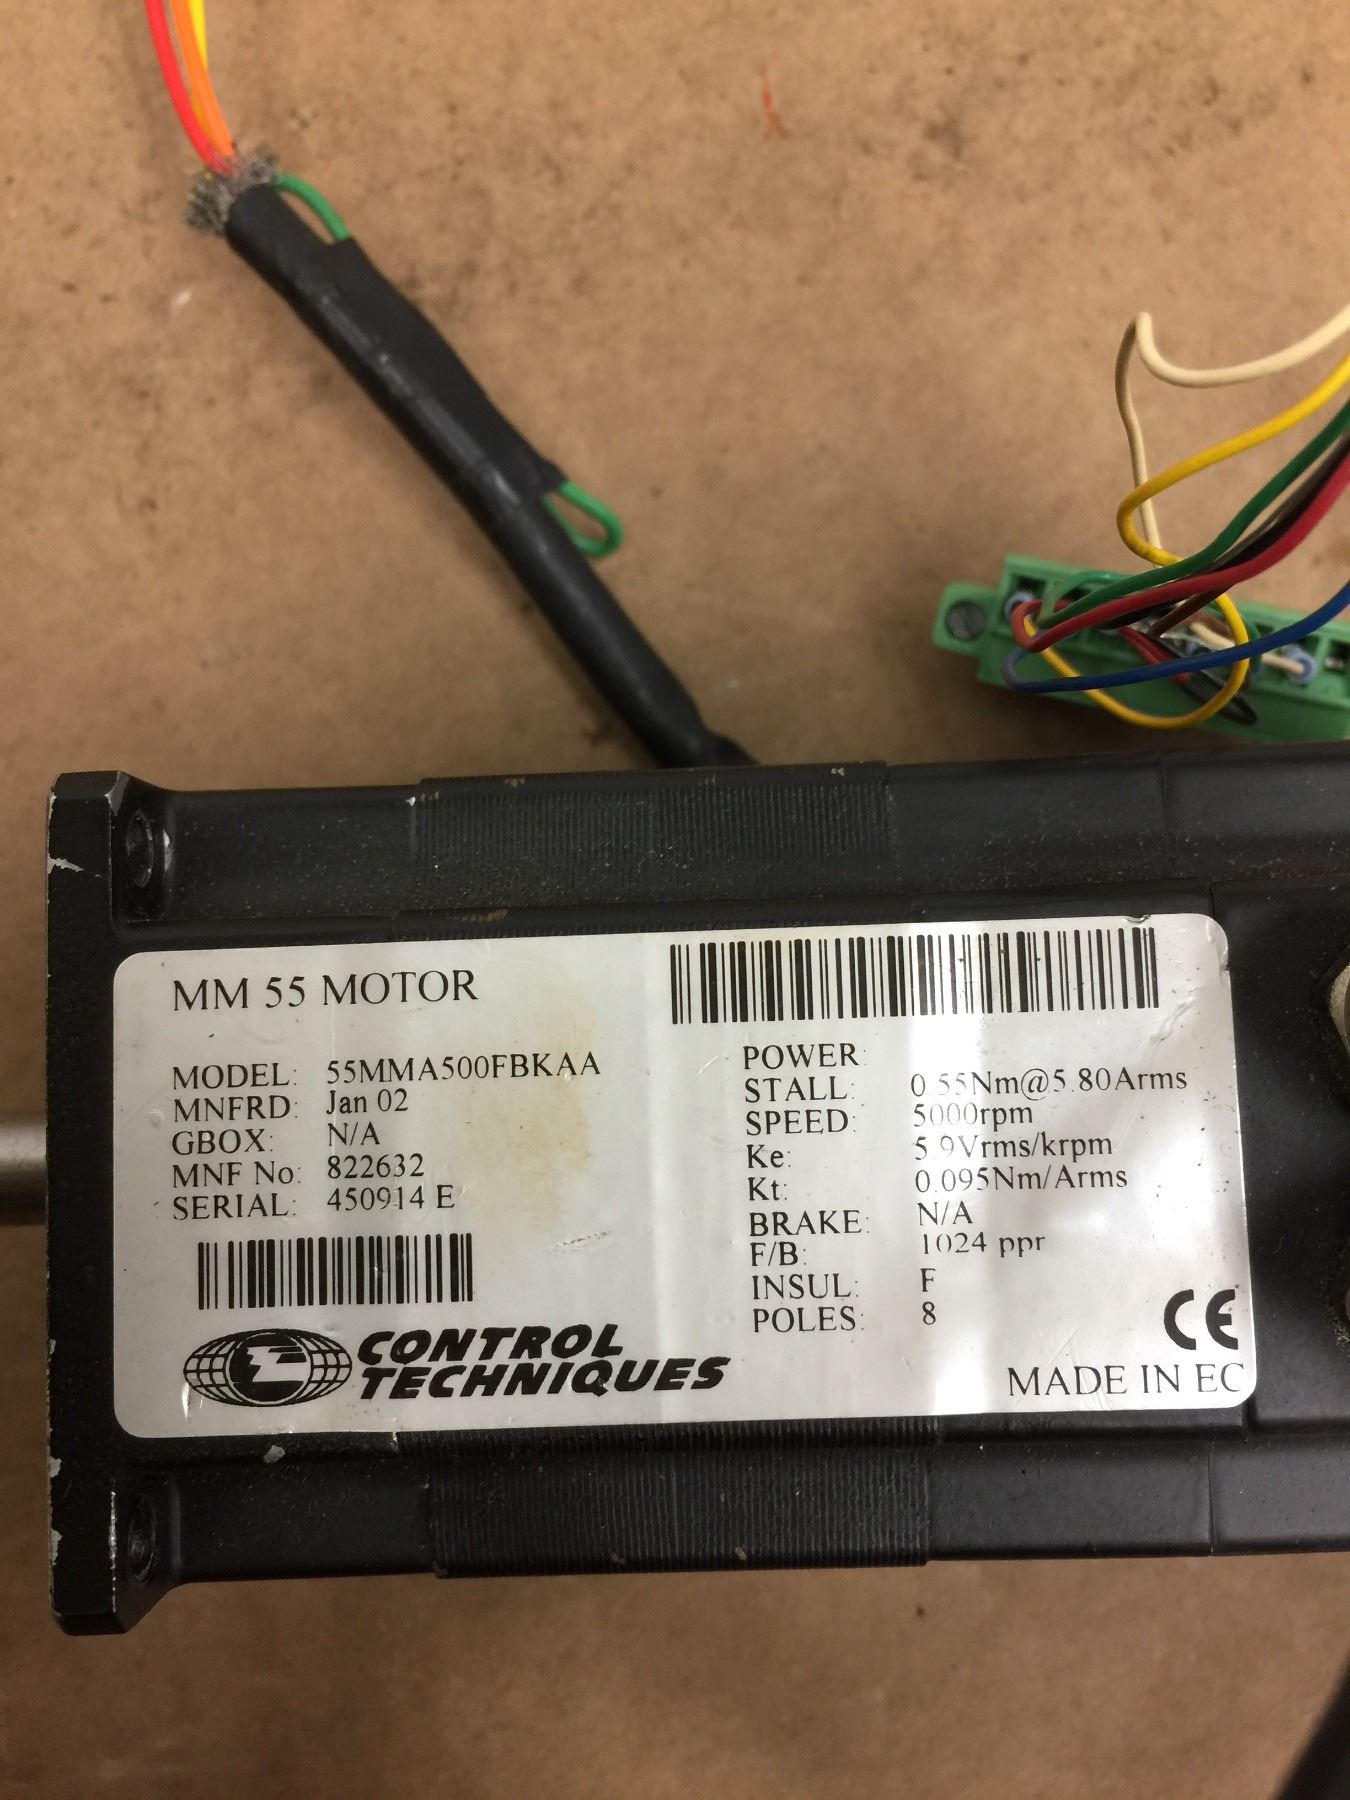 MM 55 MOTOR
MODEL: 55MMA500FBKAA
MNFRD: Jan 02
GBOX: N/A
MNF No: 822632
SERIAL: 450914 E
CONTROL
TECHNIQUES
POWER:
STALL: 0.55Nm@5.80Arms
SPEED: 5000rpm
Ke: 5.9Vrms/krpm
Kt: 0.095Nm/Arms
BRAKE: N/A
F/B: 1024 ppr
INSUL: F
POLES: 8
CE
MADE IN EC